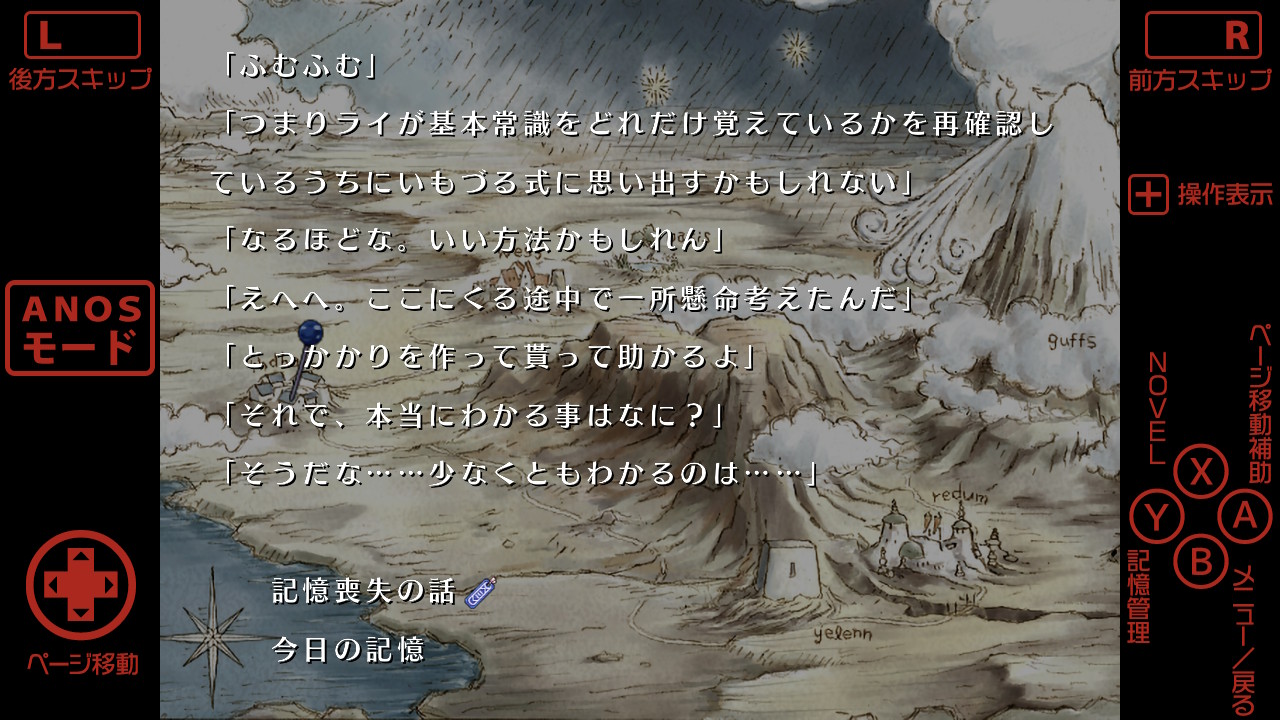 L
後方スキップ
R
前方スキップ
「ふむふむ」
「つまりライが基本常識をどれだけ覚えているかを再確認し
ているうちにいもづる式に思い出すかもしれない」
「なるほどな。いい方法かもしれん」
「えへへ。ここにくる途中で一所懸命考えたんだ」
「とっかかりを作って貰って助かるよ」
「それで、本当にわかる事はなに？」
「そうだな……少なくともわかるのは……」
記憶喪失の話
今日の記憶
操作表示
ANOS
モード
ページ移動
guffs
redum
yelenn
NOVEL
ページ移動補助
X
Y
A
B
記憶管理
メニュー／戻る